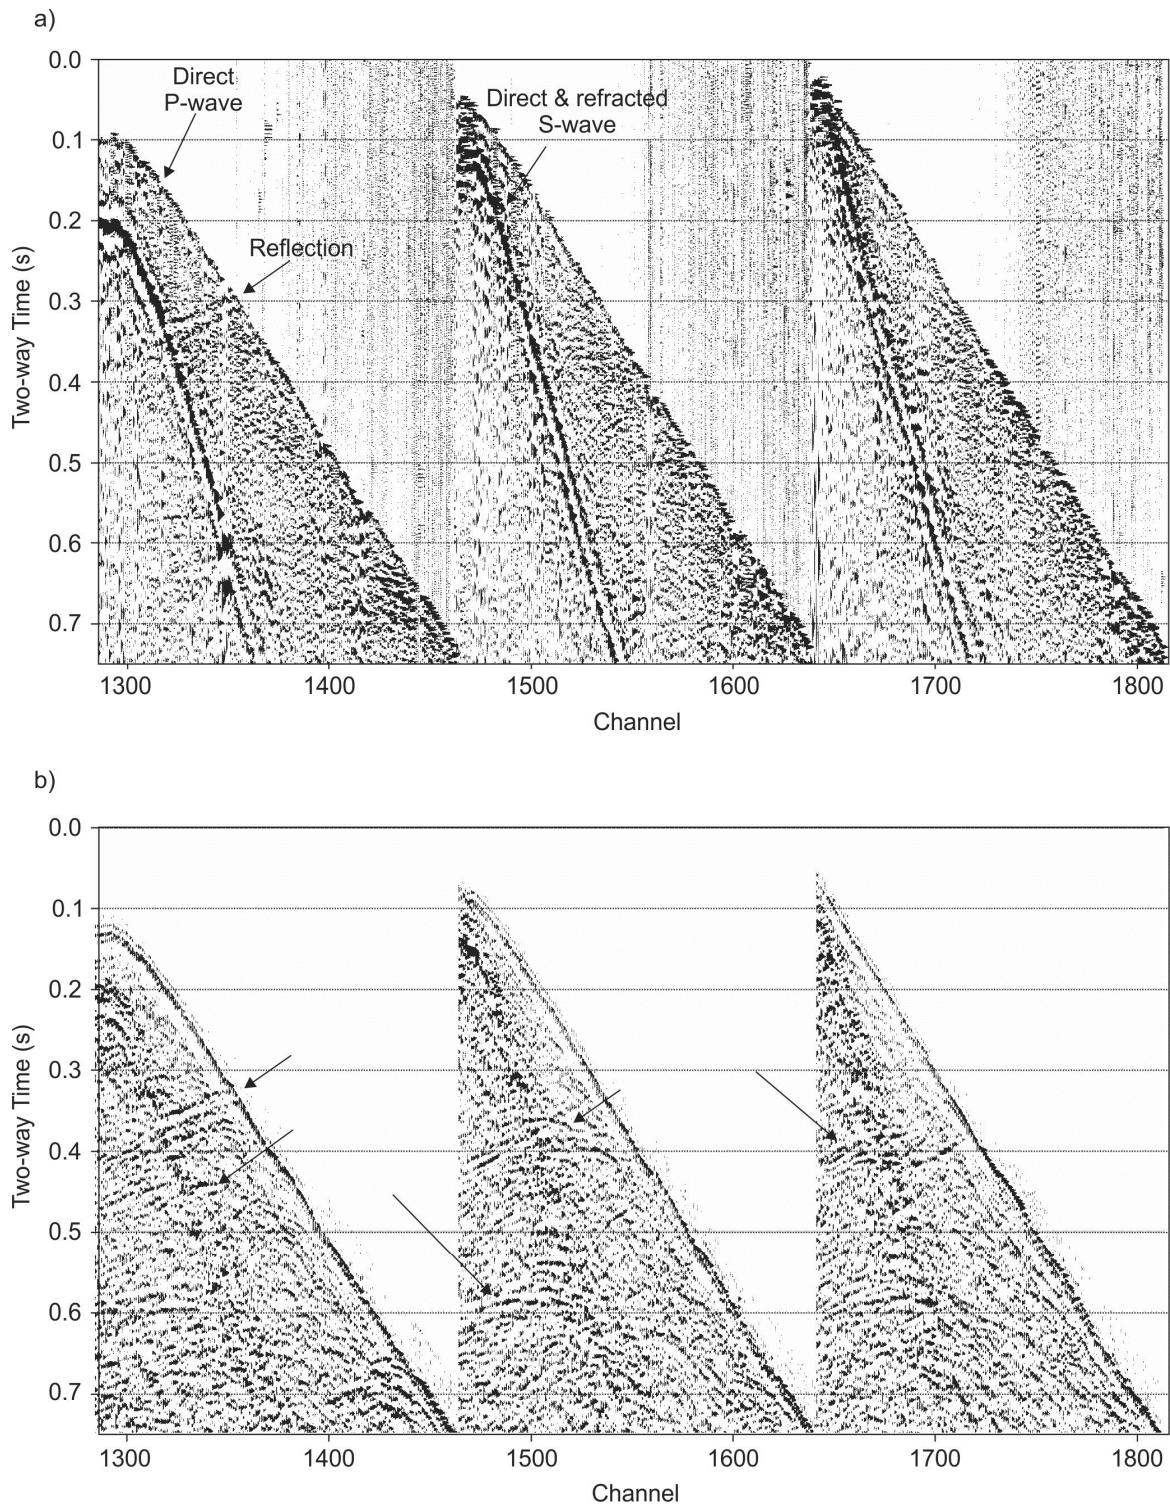 a)
0.0
Direct
P-wave
Direct & refracted
S-wave
0.1
0.2
Reflection
Two-way Time (s)
0.3
0.4
0.5
0.6
0.7
1300 1400 1500 1600 1700 1800
Channel
b)
0.0
0.1
0.2
0.3
Two-way Time (s)
0.4
0.5
0.6
0.7
1300 1400 1500 1600 1700 1800
Channel